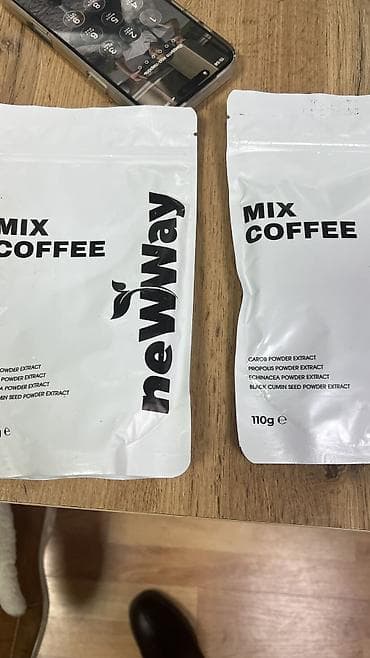 MIX
COFFEE
neWWay
POWDER EXTRACT
POWDER EXTRACT
POWDER EXTRACT
SEED POWDER EXTRACT
℮
MIX
COFFEE
CAROB POWDER EXTRACT
PROPOLIS POWDER EXTRACT
ECHINACEA POWDER EXTRACT
BLACK CUMIN SEED POWDER EXTRACT
110g ℮